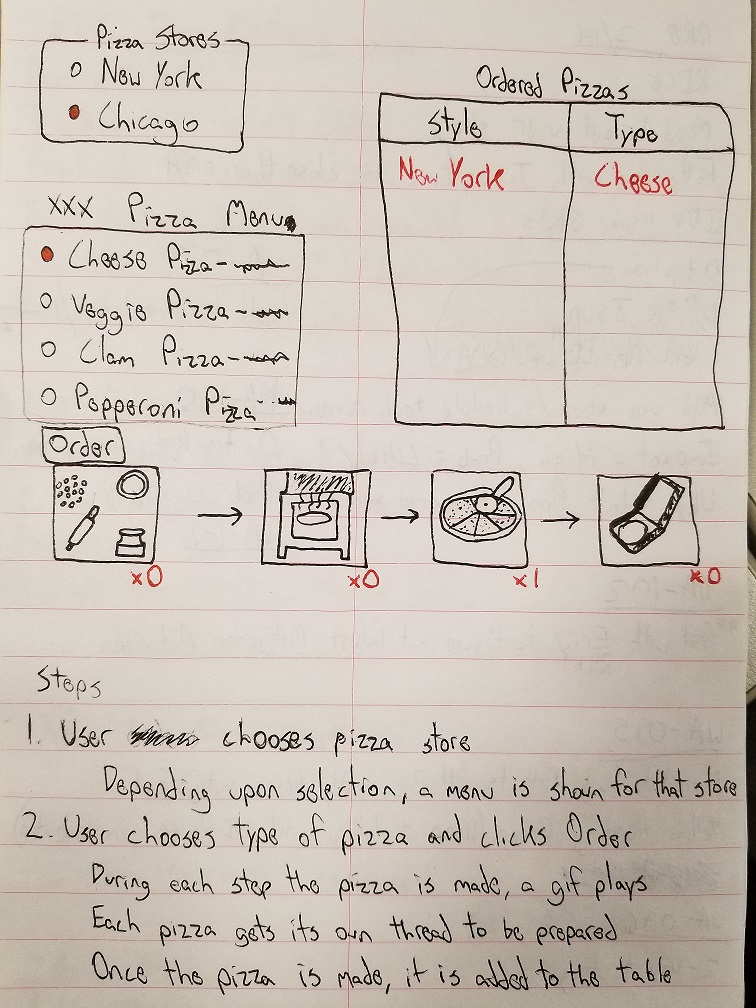 Pizza Stores
New York
Chicago
Ordered Pizzas
Style Type
New York Cheese
XXX Pizza Menu
Cheese Pizza -
Veggie Pizza -
Clam Pizza -
Pepperoni Pizza -
Order
x0 x0 x1 x0
Steps
1. User chooses pizza store
Depending upon selection, a menu is shown for that store
2. User chooses type of pizza and clicks Order
During each step the pizza is made, a gif plays
Each pizza gets its own thread to be prepared
Once the pizza is made, it is added to the table